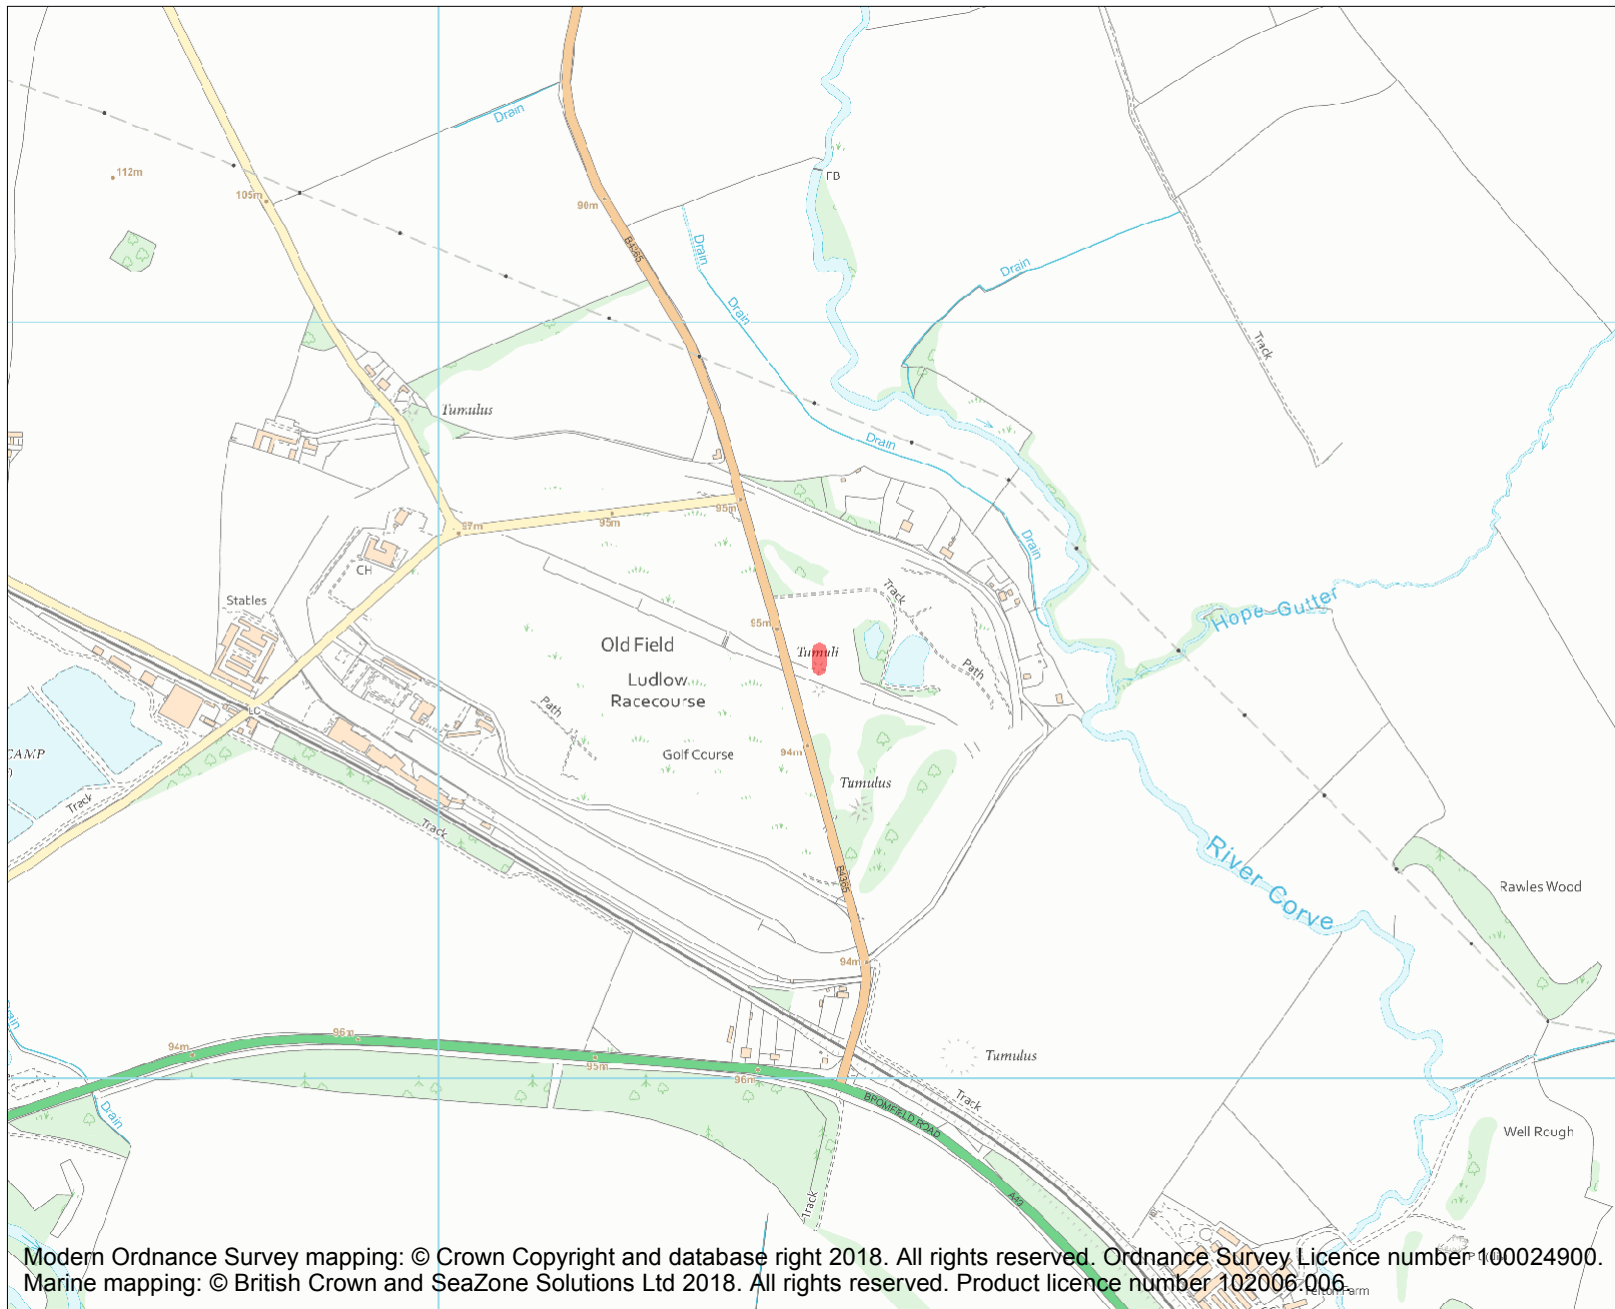 Drain
112m
105m
FB
90m
B4365
Drain
Drain
Drain
Track
Tumulus
Drain
95m
97m
95m
Drain
CH
Track
Stables
Hope Gutter
95m
Old Field
Tumuli
Path
Ludlow
Racecourse
Path
LC
94m
Golf Course
CAMP
Tumulus
Track
Track
River Corve
B4365
Rawles Wood
94m
96m
94m
95m
Tumulus
96m
Track
BROMFIELD ROAD
Drain
Well Rough
A49
Track
Modern Ordnance Survey mapping: © Crown Copyright and database right 2018. All rights reserved. Ordnance Survey Licence number 100024900.
Marine mapping: © British Crown and SeaZone Solutions Ltd 2018. All rights reserved. Product licence number 102006.006.
Felton Farm